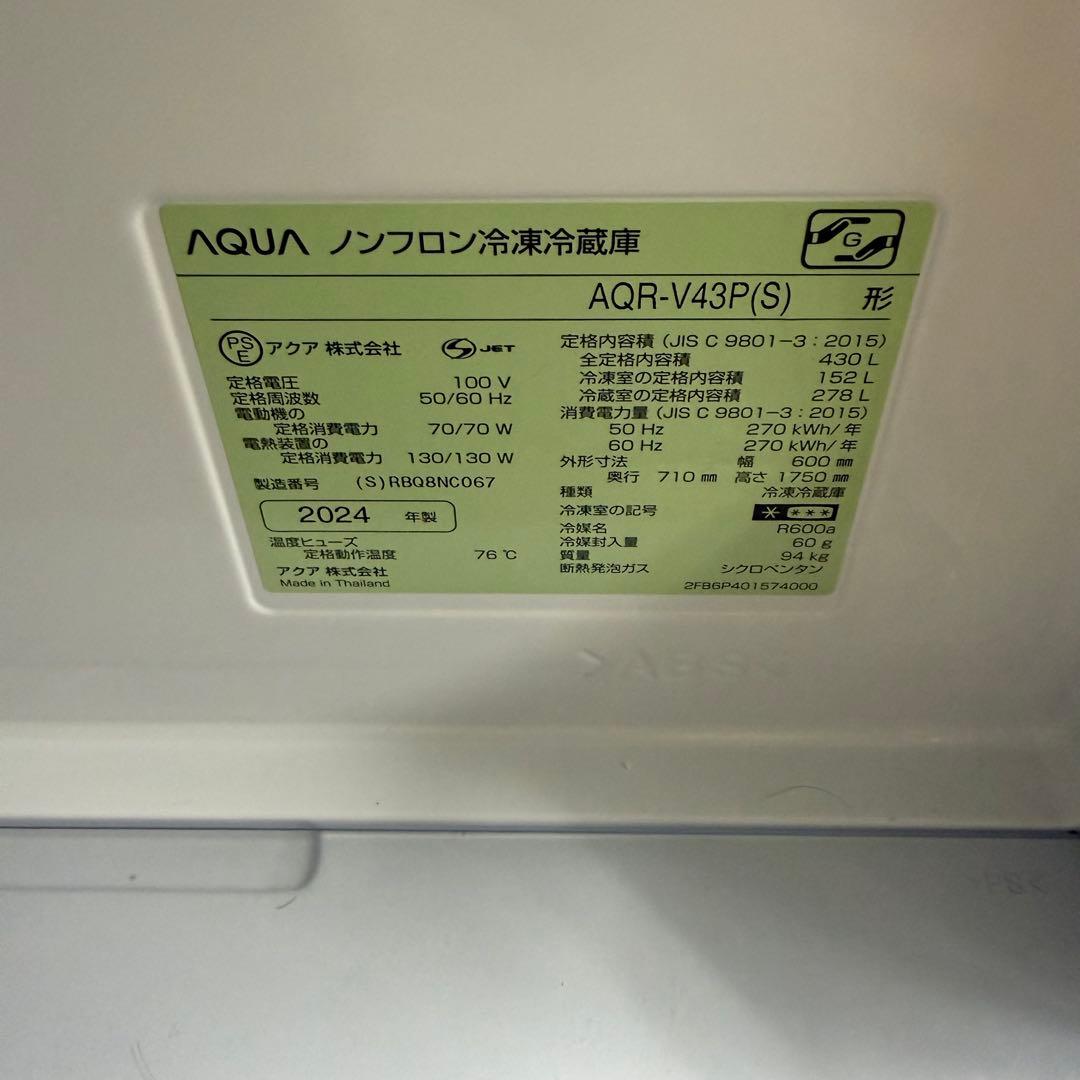 AQUA ノンフロン冷凍冷蔵庫
G
AQR-V43P(S) 形
PS E アクア 株式会社 S JET
定格電圧 100 V
定格周波数 50/60 Hz
電動機の
定格消費電力 70/70 W
電熱装置の
定格消費電力 130/130 W
製造番号 (S)RBQ8NC067
2024 年製
温度ヒューズ
定格動作温度 76 ℃
アクア 株式会社
Made in Thailand
定格内容積 (JIS C 9801-3:2015)
全定格内容積 430 L
冷凍室の定格内容積 152 L
冷蔵室の定格内容積 278 L
消費電力量 (JIS C 9801-3:2015)
50 Hz 270 kWh/年
60 Hz 270 kWh/年
外形寸法 幅 600 mm
奥行 710 mm 高さ 1750 mm
種類 冷凍冷蔵庫
冷凍室の記号 * ***
冷媒名 R600a
冷媒封入量 60 g
質量 94 kg
断熱発泡ガス シクロペンタン
2FB6P401574000
>ABS<
>PS<